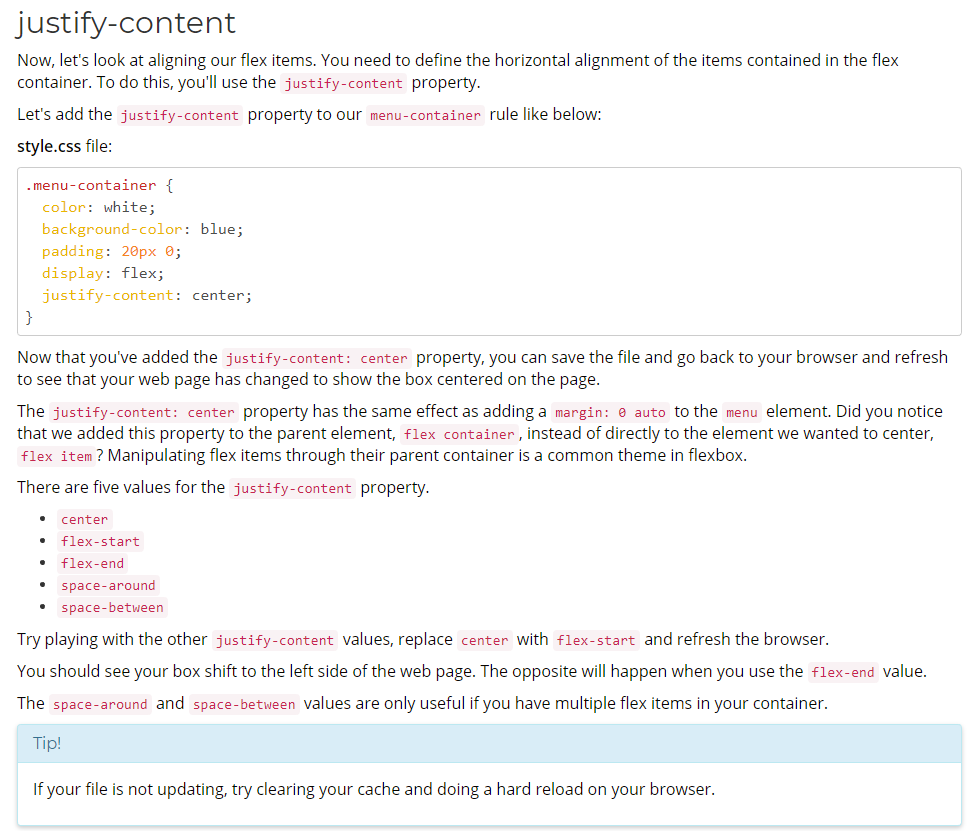 justify-content
Now, let's look at aligning our flex items. You need to define the horizontal alignment of the items contained in the flex
container. To do this, you'll use the justify-content property.
Let's add the justify-content property to our menu-container rule like below:
style.css file:
.menu-container {
  color: white;
  background-color: blue;
  padding: 20px 0;
  display: flex;
  justify-content: center;
}
Now that you've added the justify-content: center property, you can save the file and go back to your browser and refresh
to see that your web page has changed to show the box centered on the page.
The justify-content: center property has the same effect as adding a margin: 0 auto to the menu element. Did you notice
that we added this property to the parent element, flex container, instead of directly to the element we wanted to center,
flex item? Manipulating flex items through their parent container is a common theme in flexbox.
There are five values for the justify-content property.
• center
• flex-start
• flex-end
• space-around
• space-between
Try playing with the other justify-content values, replace center with flex-start and refresh the browser.
You should see your box shift to the left side of the web page. The opposite will happen when you use the flex-end value.
The space-around and space-between values are only useful if you have multiple flex items in your container.
Tip!
If your file is not updating, try clearing your cache and doing a hard reload on your browser.